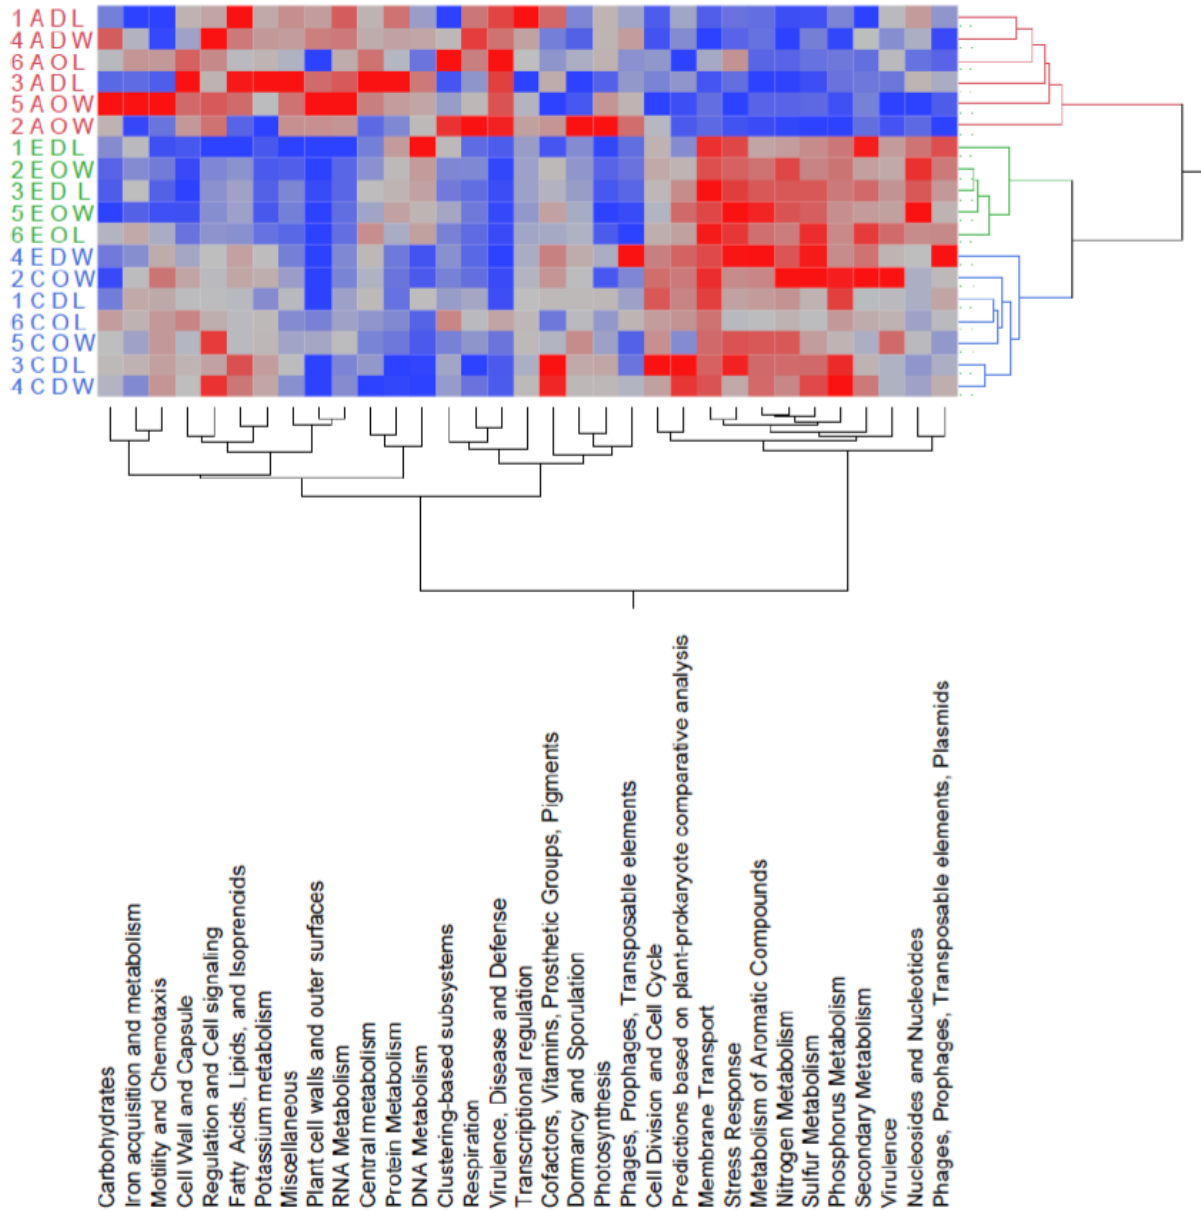 1ADL
4ADW
6AOL
3ADL
5AOW
2AOW
1EDL
2EOW
3EDL
5EOW
6EOL
4EDW
2COW
1CDL
6COL
5COW
3CDL
4CDW
Carbohydrates
Iron acquisition and metabolism
Motility and Chemotaxis
Cell Wall and Capsule
Regulation and Cell signaling
Fatty Acids, Lipids, and Isoprenoids
Potassium metabolism
Miscellaneous
Plant cell walls and outer surfaces
RNA Metabolism
Central metabolism
Protein Metabolism
DNA Metabolism
Clustering-based subsystems
Respiration
Virulence, Disease and Defense
Transcriptional regulation
Cofactors, Vitamins, Prosthetic Groups, Pigments
Dormancy and Sporulation
Photosynthesis
Phages, Prophages, Transposable elements
Cell Division and Cell Cycle
Predictions based on plant-prokaryote comparative analysis
Membrane Transport
Stress Response
Metabolism of Aromatic Compounds
Nitrogen Metabolism
Sulfur Metabolism
Phosphorus Metabolism
Secondary Metabolism
Virulence
Nucleosides and Nucleotides
Phages, Prophages, Transposable elements, Plasmids